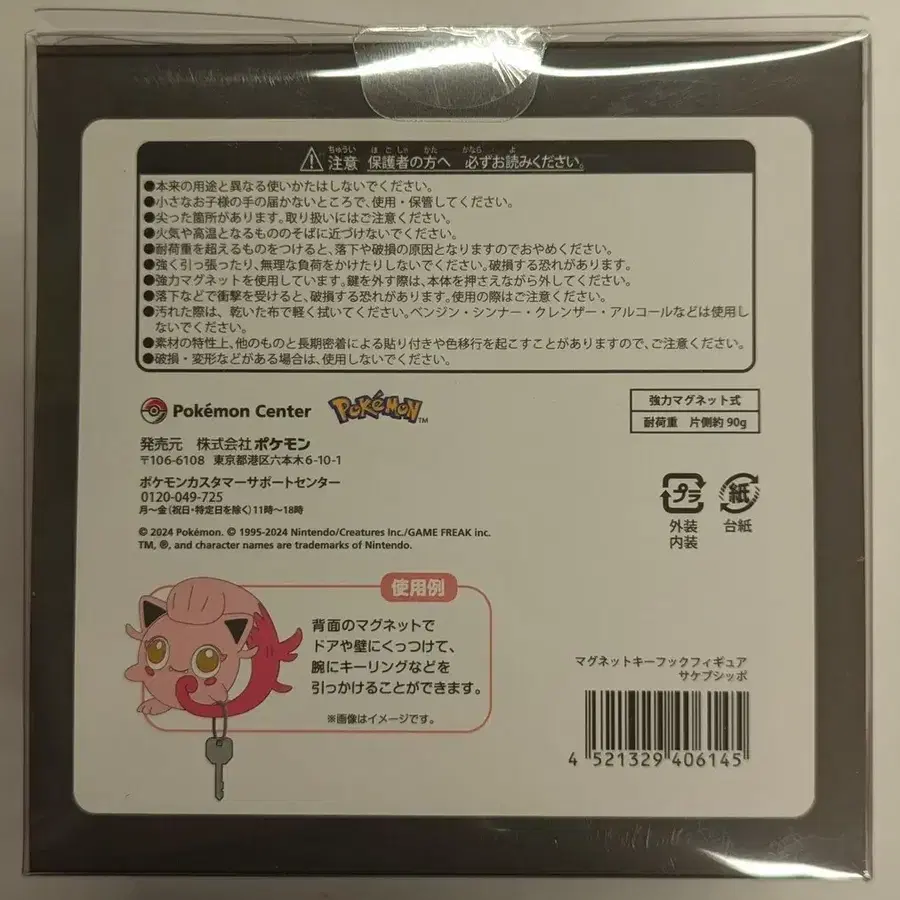 ちゅうい ほごしゃ かた かなら よ
注意 保護者の方へ 必ずお読みください。
●本来の用途と異なる使いかたはしないでください。
●小さなお子様の手の届かないところで、使用・保管してください。
●尖った箇所があります。取り扱いにはご注意ください。
●火気や高温となるもののそばに近づけないでください。
●耐荷重を超えるものをつけると、落下や破損の原因となりますのでおやめください。
●強く引っ張ったり、無理な負荷をかけたりしないでください。破損する恐れがあります。
●強力マグネットを使用しています。鍵を外す際は、本体を押さえながら外してください。
●落下などで衝撃を受けると、破損する恐れがあります。使用の際はご注意ください。
●汚れた際は、乾いた布で軽く拭いてください。ベンジン・シンナー・クレンザー・アルコールなどは使用し
ないでください。
●素材の特性上、他のものと長期密着による貼り付きや色移行を起こすことがありますので、ご注意ください。
●破損・変形などがある場合は、使用しないでください。
Pokémon Center POKéMON™
強力マグネット式
耐荷重 片側約90g
発売元 株式会社ポケモン
〒106-6108 東京都港区六本木6-10-1
ポケモンカスタマーサポートセンター
0120-049-725
月〜金(祝日・特定日を除く)11時〜18時
プラ 紙
外装 台紙
内装
© 2024 Pokémon. © 1995-2024 Nintendo/Creatures Inc./GAME FREAK inc.
TM, ®, and character names are trademarks of Nintendo.
使用例
背面のマグネットで
ドアや壁にくっつけて、
腕にキーリングなどを
引っかけることができます。
※画像はイメージです。
マグネットキーフックフィギュア
サケブシッポ
4 521329 406145